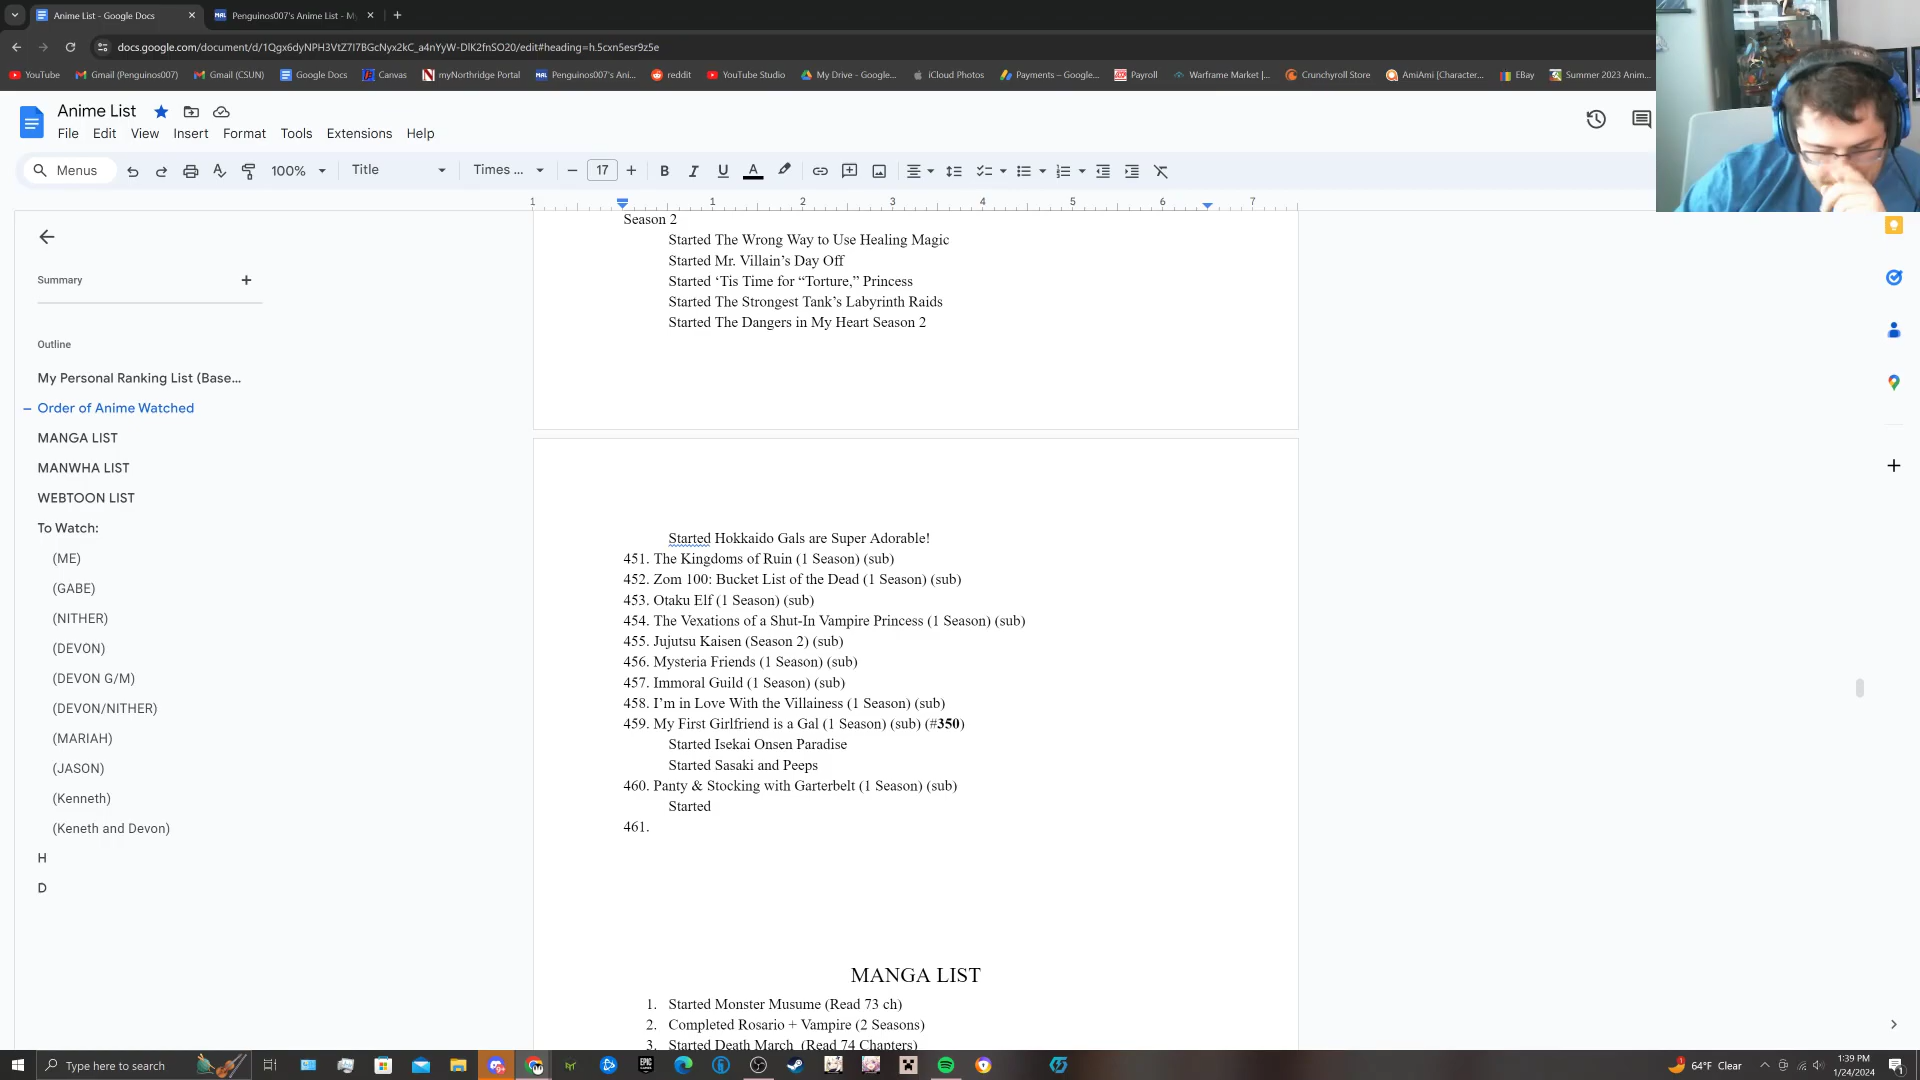 Anime List - Google Docs
Penguinos007's Anime List - My
docs.google.com/document/d/1Qgx6dyNPH3VtZ7I7BGcNyx2kC_a4nYyW-DlK2fnSO20/edit#heading=h.5cxn5esr9z5e
YouTube
Gmail (Penguinos007)
Gmail (CSUN)
Google Docs
Canvas
myNorthridge Portal
Penguinos007's Ani...
reddit
YouTube Studio
My Drive - Google...
iCloud Photos
Payments – Google...
Payroll
Warframe Market |...
Crunchyroll Store
AmiAmi [Character...
EBay
Summer 2023 Anim...
Anime List
File Edit View Insert Format Tools Extensions Help
Menus
100%
Title
Times ...
17
1 1 2 3 4 5 6 7
Summary
Outline
My Personal Ranking List (Base...
Order of Anime Watched
MANGA LIST
MANWHA LIST
WEBTOON LIST
To Watch:
(ME)
(GABE)
(NITHER)
(DEVON)
(DEVON G/M)
(DEVON/NITHER)
(MARIAH)
(JASON)
(Kenneth)
(Keneth and Devon)
H
D
Season 2
Started The Wrong Way to Use Healing Magic
Started Mr. Villain’s Day Off
Started ‘Tis Time for “Torture,” Princess
Started The Strongest Tank’s Labyrinth Raids
Started The Dangers in My Heart Season 2
Started Hokkaido Gals are Super Adorable!
451. The Kingdoms of Ruin (1 Season) (sub)
452. Zom 100: Bucket List of the Dead (1 Season) (sub)
453. Otaku Elf (1 Season) (sub)
454. The Vexations of a Shut-In Vampire Princess (1 Season) (sub)
455. Jujutsu Kaisen (Season 2) (sub)
456. Mysteria Friends (1 Season) (sub)
457. Immoral Guild (1 Season) (sub)
458. I’m in Love With the Villainess (1 Season) (sub)
459. My First Girlfriend is a Gal (1 Season) (sub) (#350)
Started Isekai Onsen Paradise
Started Sasaki and Peeps
460. Panty & Stocking with Garterbelt (1 Season) (sub)
Started
461.
MANGA LIST
1. Started Monster Musume (Read 73 ch)
2. Completed Rosario + Vampire (2 Seasons)
3. Started Death March (Read 74 Chapters)
Type here to search
64°F Clear
1:39 PM
1/24/2024